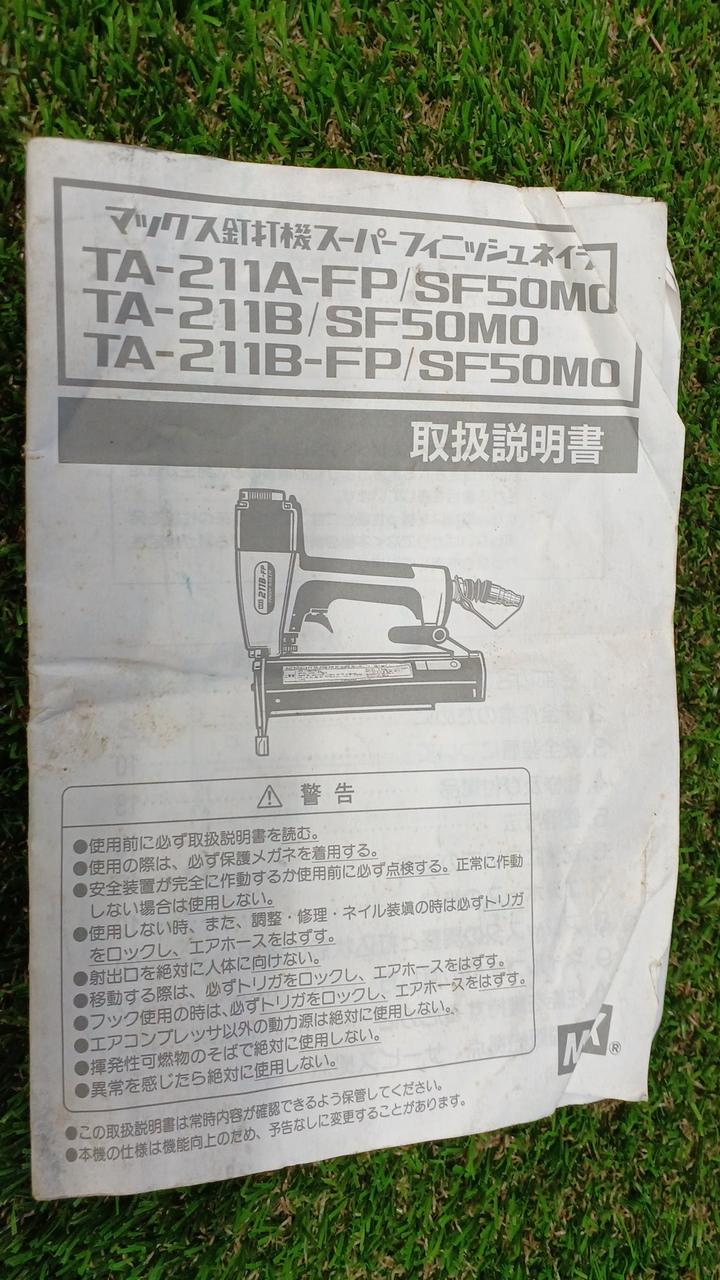 マックス釘打機スーパーフィニッシュネイラ
TA-211A-FP/SF50MO
TA-211B/SF50MO
TA-211B-FP/SF50MO
取扱説明書
211B-FP
⚠ 警告
●使用前に必ず取扱説明書を読む。
●使用の際は、必ず保護メガネを着用する。
●安全装置が完全に作動するか使用前に必ず点検する。正常に作動
しない場合は使用しない。
●使用しない時、また、調整・修理・ネイル装塡の時は必ずトリガ
をロックし、エアホースをはずす。
●射出口を絶対に人体に向けない。
●移動する際は、必ずトリガをロックし、エアホースをはずす。
●フック使用の時は、必ずトリガをロックし、エアホースをはずす。
●エアコンプレッサ以外の動力源は絶対に使用しない。
●揮発性可燃物のそばで絶対に使用しない。
●異常を感じたら絶対に使用しない。
●この取扱説明書は常時内容が確認できるよう保管してください。
●本機の仕様は機能向上のため、予告なしに変更することがあります。
®